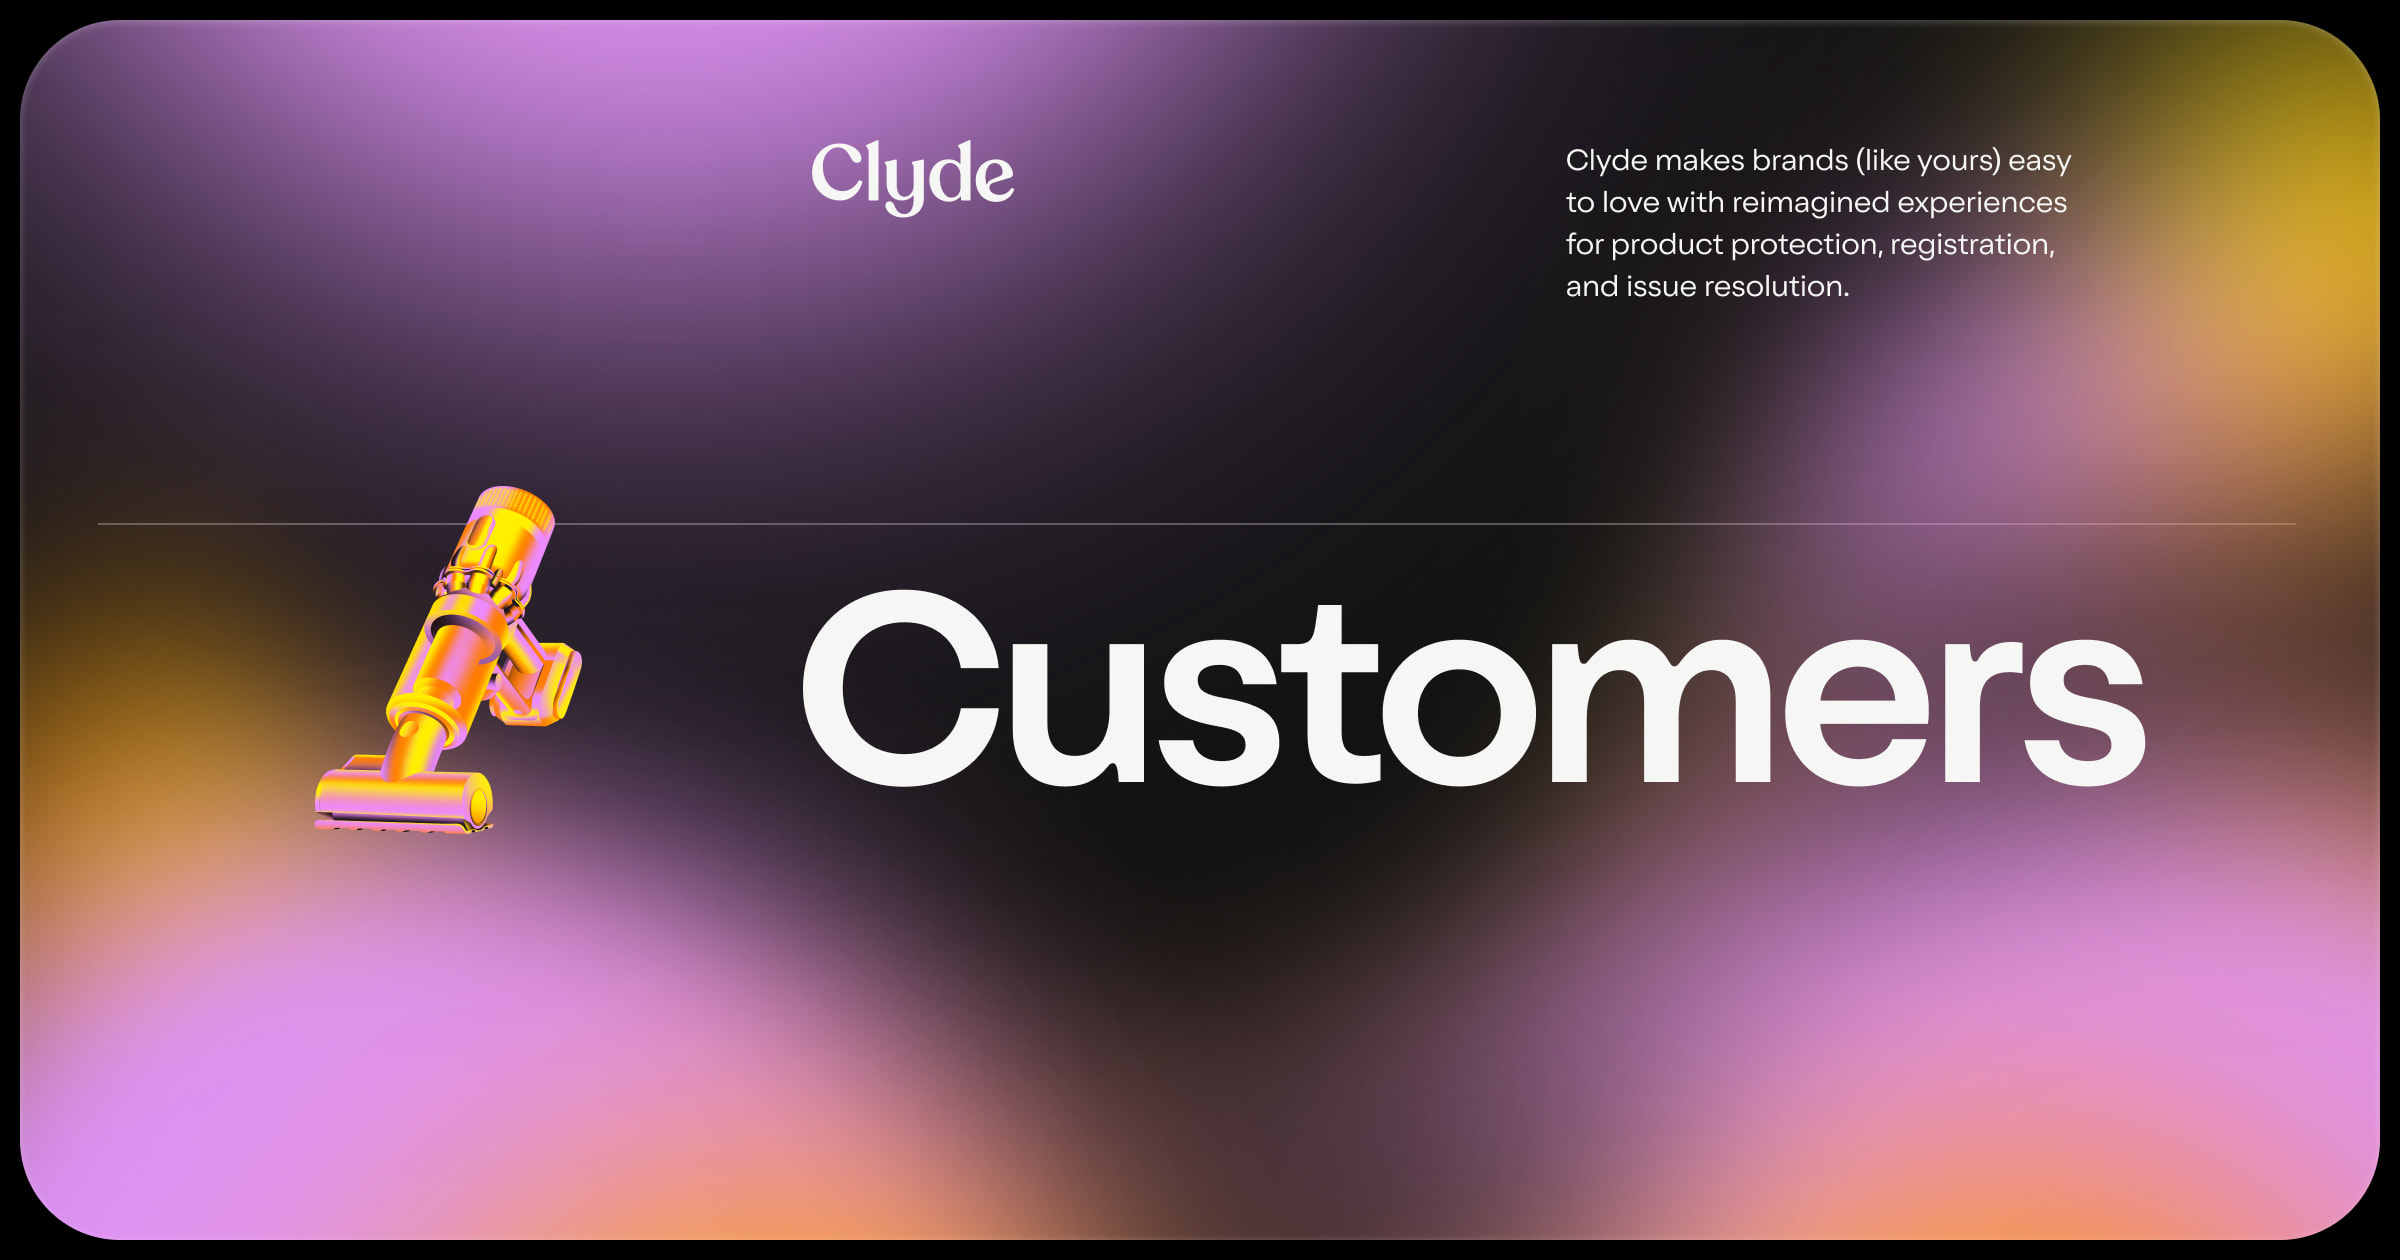 Clyde
Clyde makes brands (like yours) easy
to love with reimagined experiences
for product protection, registration,
and issue resolution.
Customers